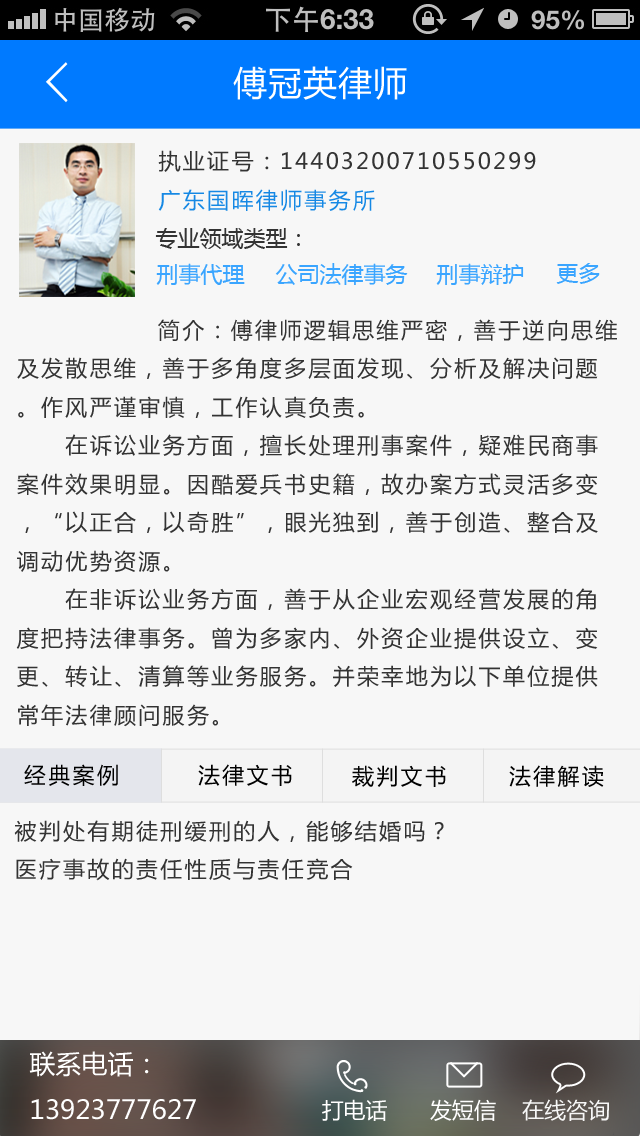 中国移动 下午6:33 95%
傅冠英律师
执业证号：14403200710550299
广东国晖律师事务所
专业领域类型：
刑事代理 公司法律事务 刑事辩护 更多
简介：傅律师逻辑思维严密，善于逆向思维
及发散思维，善于多角度多层面发现、分析及解决问题
。作风严谨审慎，工作认真负责。
在诉讼业务方面，擅长处理刑事案件，疑难民商事
案件效果明显。因酷爱兵书史籍，故办案方式灵活多变
，“以正合，以奇胜”，眼光独到，善于创造、整合及
调动优势资源。
在非诉讼业务方面，善于从企业宏观经营发展的角
度把持法律事务。曾为多家内、外资企业提供设立、变
更、转让、清算等业务服务。并荣幸地为以下单位提供
常年法律顾问服务。
经典案例 法律文书 裁判文书 法律解读
被判处有期徒刑缓刑的人，能够结婚吗？
医疗事故的责任性质与责任竞合
联系电话：
13923777627
打电话 发短信 在线咨询